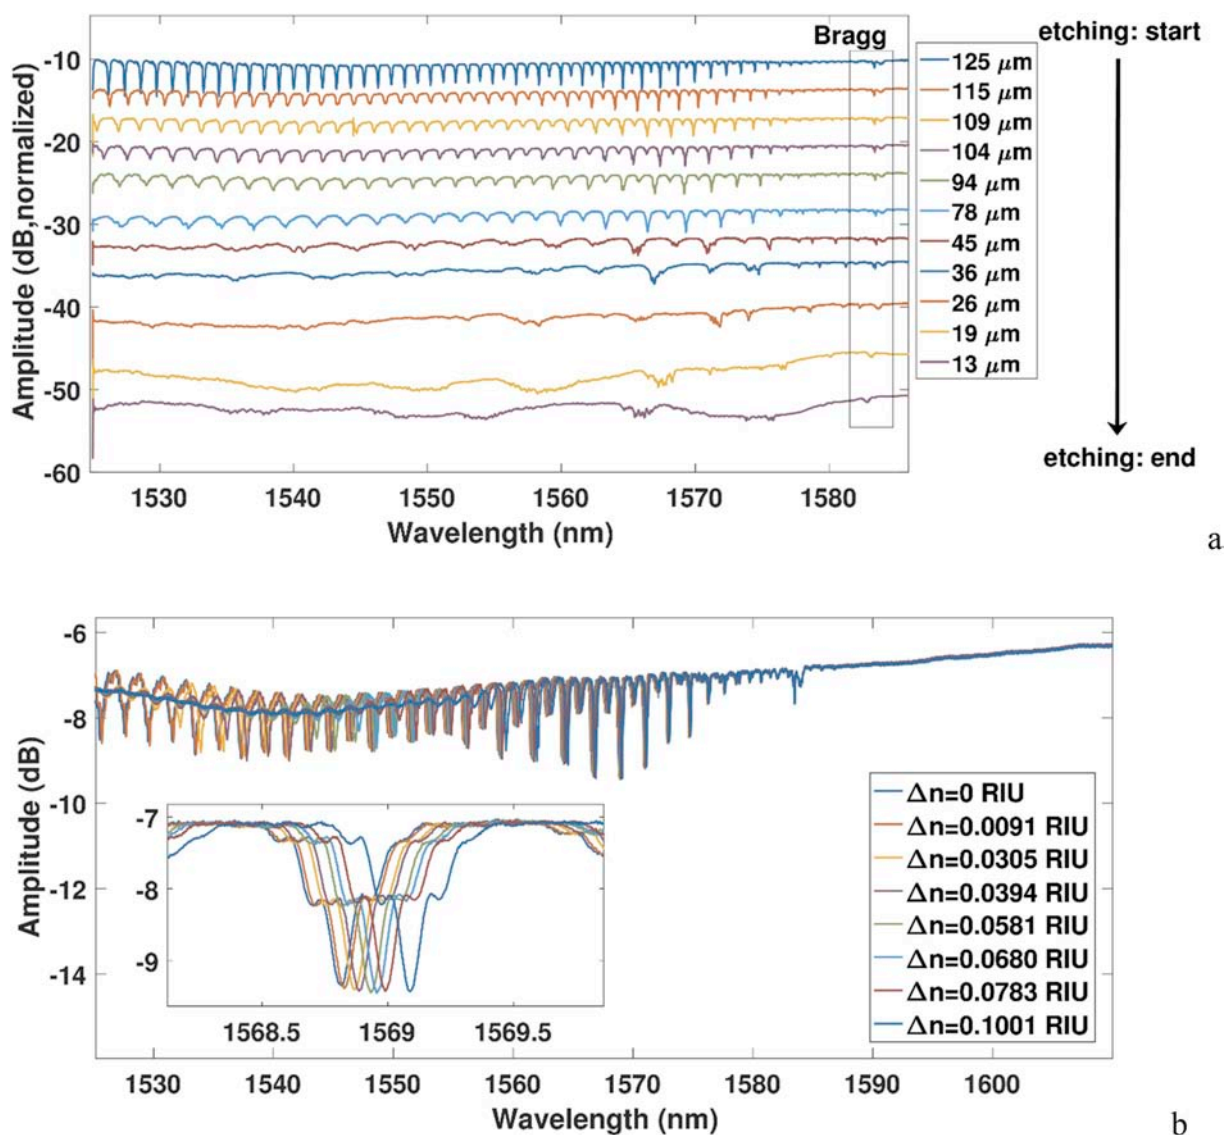 Bragg
etching: start
125 μm
115 μm
109 μm
104 μm
94 μm
78 μm
45 μm
36 μm
26 μm
19 μm
13 μm
etching: end
Amplitude (dB,normalized)
-10
-20
-30
-40
-50
-60
1530 1540 1550 1560 1570 1580
Wavelength (nm)
a
Amplitude (dB)
-6
-8
-10
-12
-14
-7
-8
-9
1568.5 1569 1569.5
Δn=0 RIU
Δn=0.0091 RIU
Δn=0.0305 RIU
Δn=0.0394 RIU
Δn=0.0581 RIU
Δn=0.0680 RIU
Δn=0.0783 RIU
Δn=0.1001 RIU
1530 1540 1550 1560 1570 1580 1590 1600
Wavelength (nm)
b